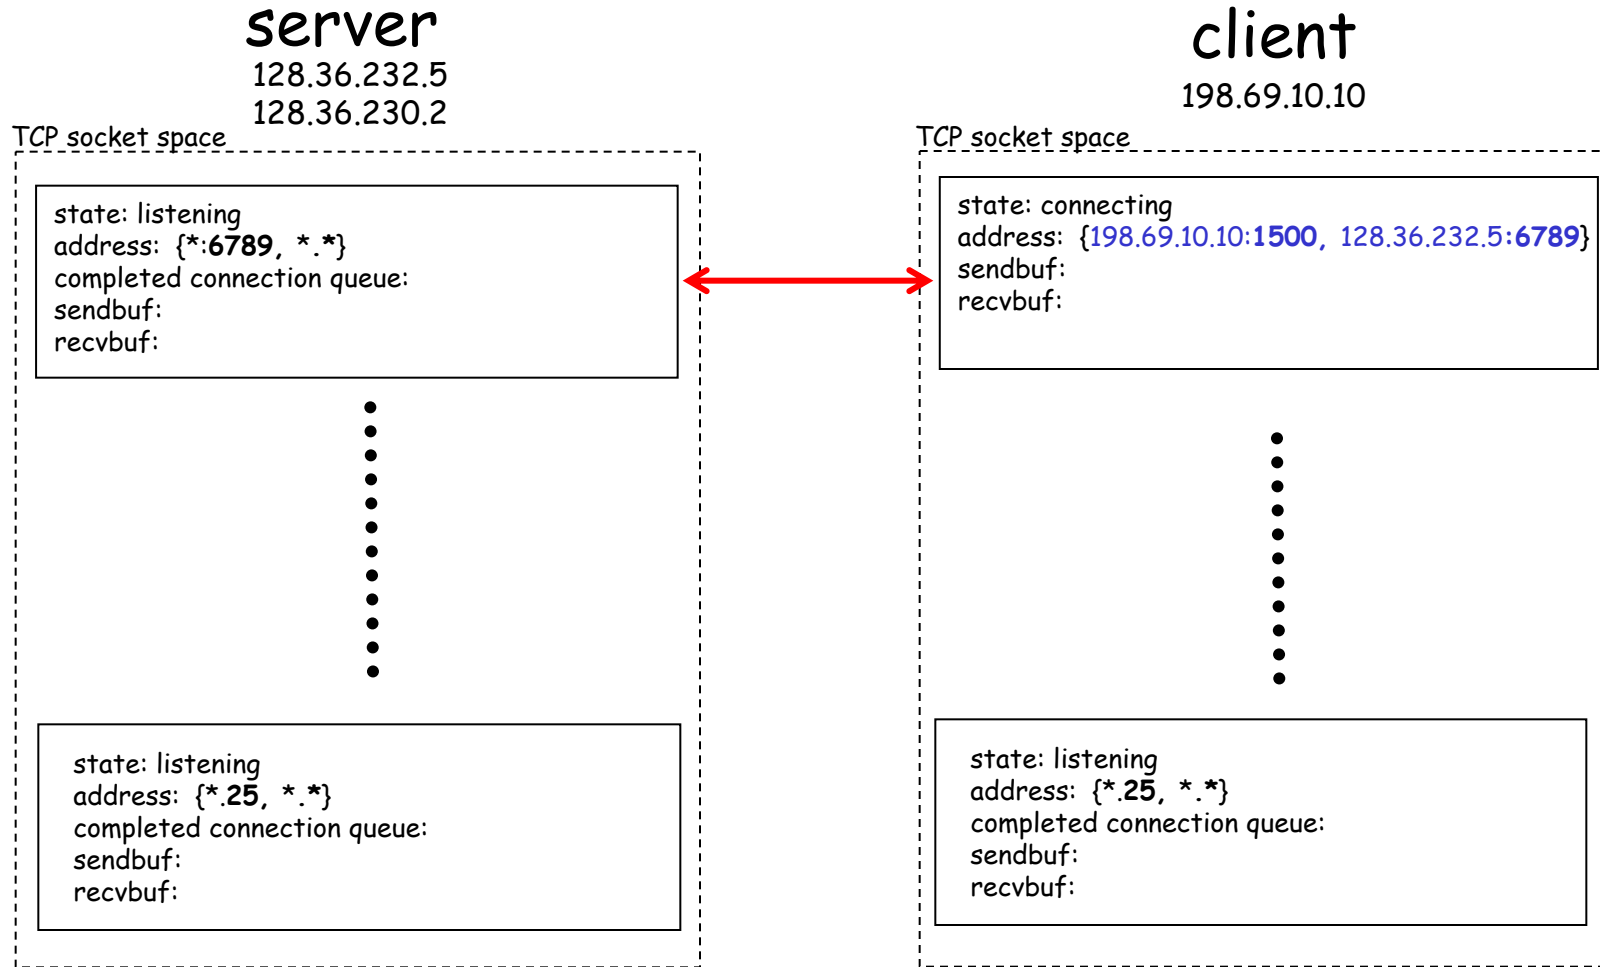 server
128.36.232.5
128.36.230.2
TCP socket space
state: listening
address: {*:6789, *.*}
completed connection queue:
sendbuf:
recvbuf:
state: listening
address: {*.25, *.*}
completed connection queue:
sendbuf:
recvbuf:
client
198.69.10.10
TCP socket space
state: connecting
address: {198.69.10.10:1500, 128.36.232.5:6789}
sendbuf:
recvbuf:
state: listening
address: {*.25, *.*}
completed connection queue:
sendbuf:
recvbuf: